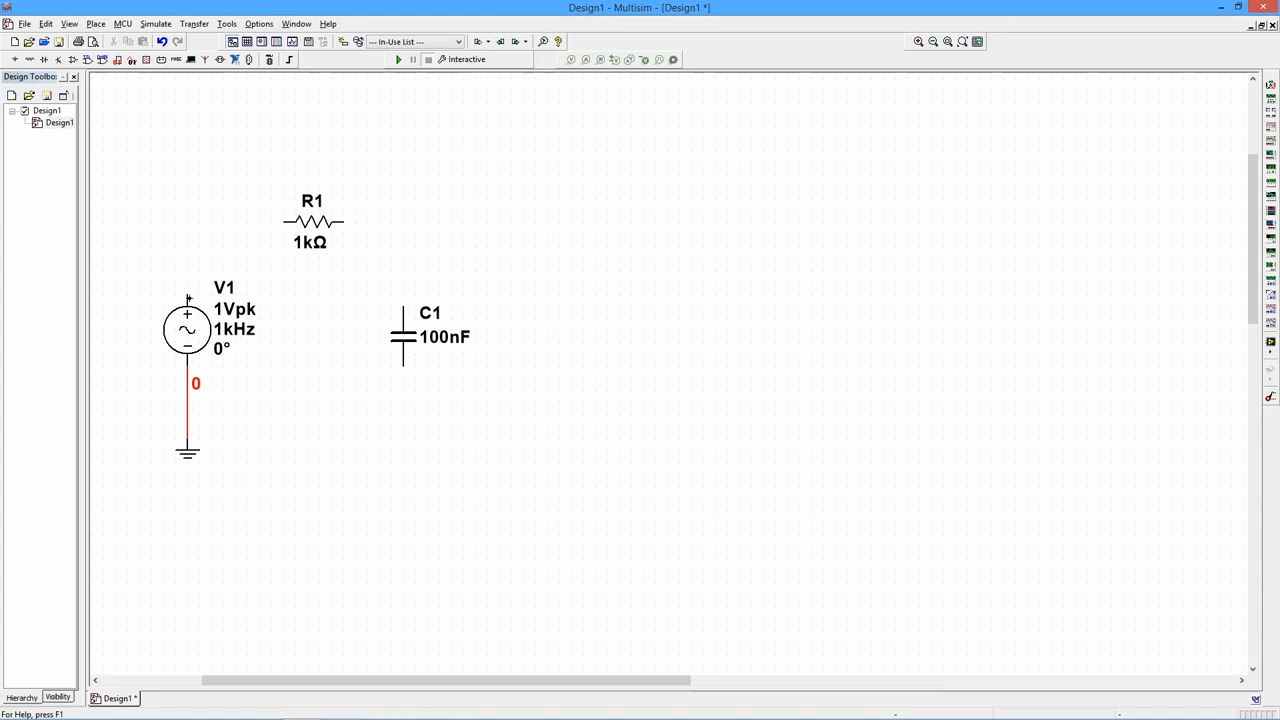 Design1 - Multisim - [Design1 *]
File Edit View Place MCU Simulate Transfer Tools Options Window Help
--- In-Use List ---
Interactive
Design Toolbo:
Design1
Design1
R1
1kΩ
V1
1Vpk
1kHz
0°
C1
100nF
0
Hierarchy Visibility
Design1 *
For Help, press F1
- -